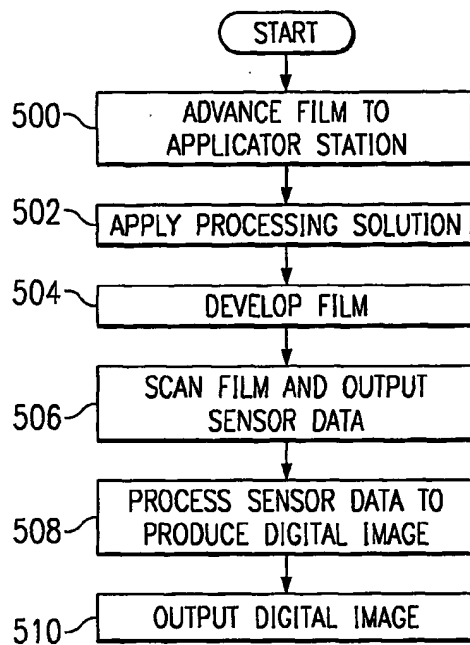 START
500
ADVANCE FILM TO
APPLICATOR STATION
502
APPLY PROCESSING SOLUTION
504
DEVELOP FILM
506
SCAN FILM AND OUTPUT
SENSOR DATA
508
PROCESS SENSOR DATA TO
PRODUCE DIGITAL IMAGE
510
OUTPUT DIGITAL IMAGE